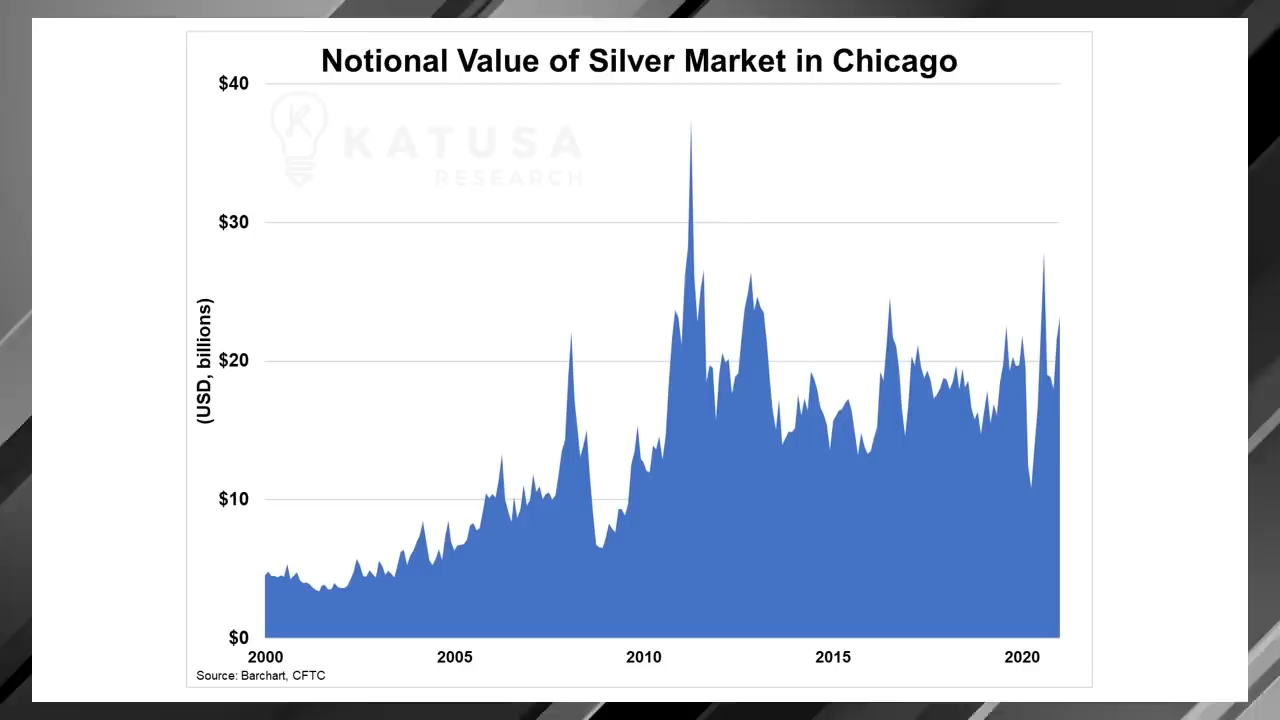 Notional Value of Silver Market in Chicago
KATUSA
RESEARCH
(USD, billions)
$40
$30
$20
$10
$0
2000 2005 2010 2015 2020
Source: Barchart, CFTC